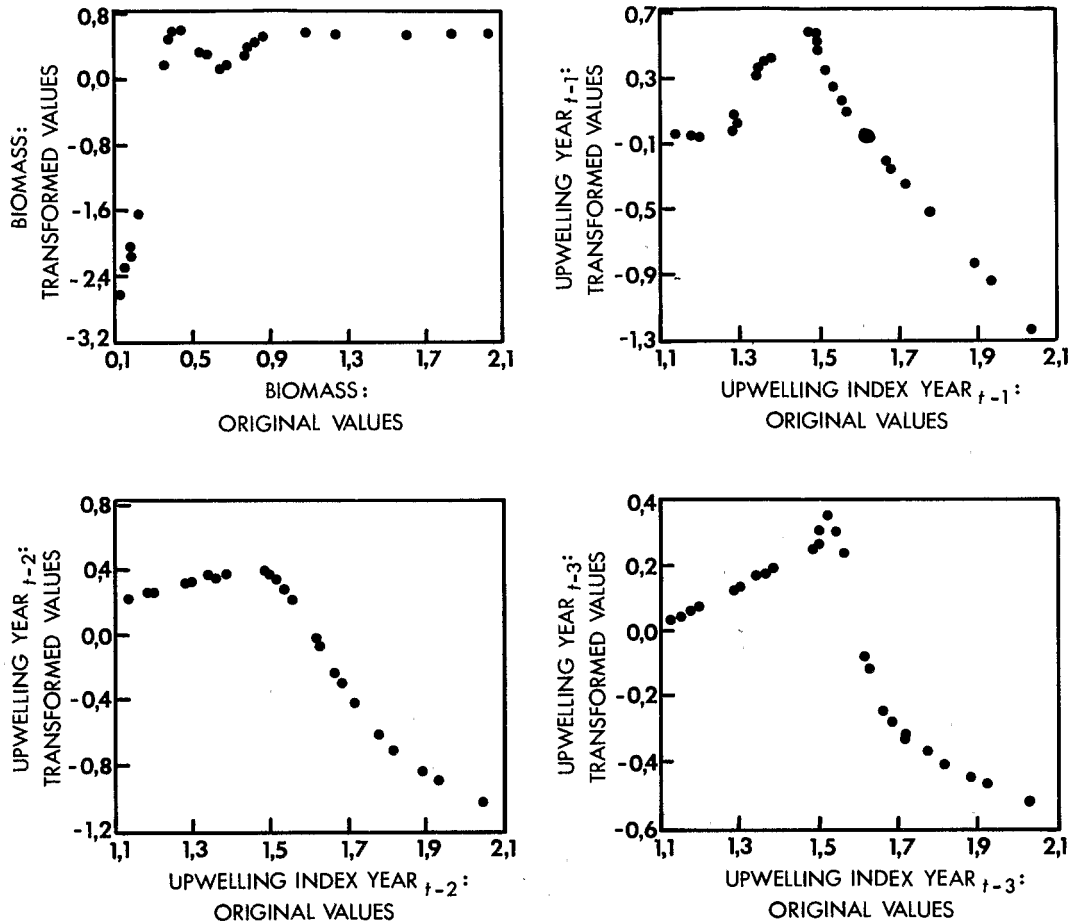 0,8
0,0
-0,8
-1,6
-2,4
-3,2
BIOMASS:
TRANSFORMED VALUES
0,1 0,5 0,9 1,3 1,7 2,1
BIOMASS:
ORIGINAL VALUES
0,7
0,3
-0,1
-0,5
-0,9
-1.3
UPWELLING YEAR t-1:
TRANSFORMED VALUES
1,1 1.3 1,5 1,7 1,9 2,1
UPWELLING INDEX YEAR t-1:
ORIGINAL VALUES
0,8
0,4
0,0
-0,4
-0,8
-1,2
UPWELLING YEAR t-2:
TRANSFORMED VALUES
1,1 1,3 1,5 1,7 1,9 2,1
UPWELLING INDEX YEAR t-2:
ORIGINAL VALUES
0,4
0,2
0,0
-0,2
-0,4
-0,6
UPWELLING YEAR t-3:
TRANSFORMED VALUES
1,1 1,3 1,5 1,7 1,9 2,1
UPWELLING INDEX YEAR t-3:
ORIGINAL VALUES